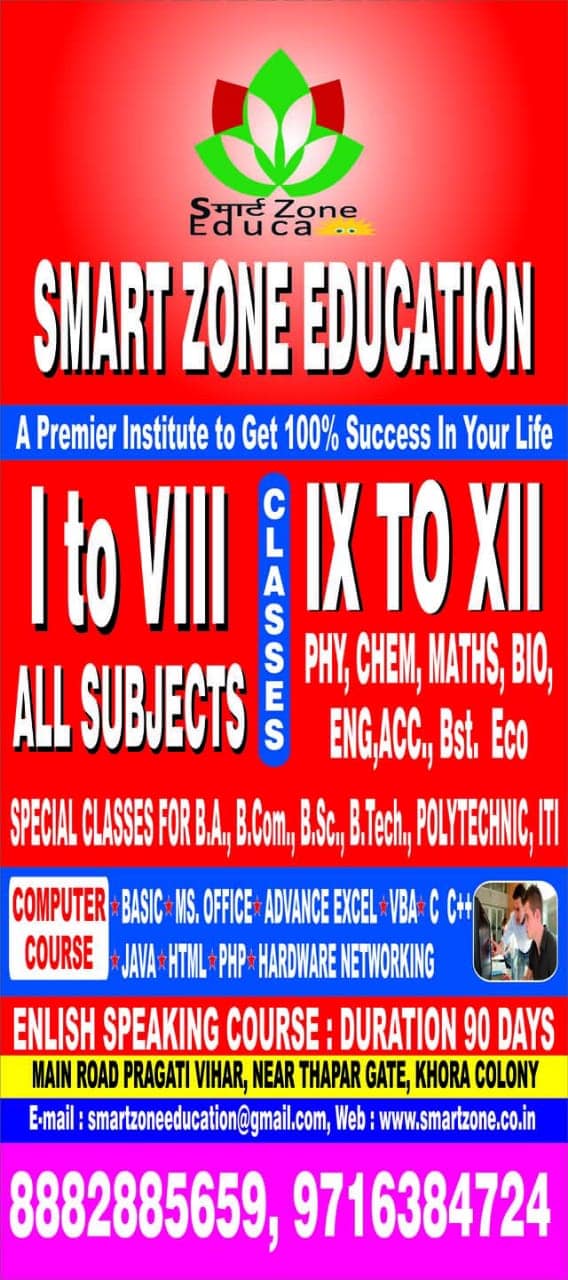 Sमार्ट Zone
Educa
SMART ZONE EDUCATION
A Premier Institute to Get 100% Success In Your Life
I to VIII
ALL SUBJECTS
CLASSES
IX TO XII
PHY, CHEM, MATHS, BIO,
ENG,ACC., Bst. Eco
SPECIAL CLASSES FOR B.A., B.Com., B.Sc., B.Tech., POLYTECHNIC, ITI
COMPUTER
COURSE
★BASIC★MS. OFFICE★ADVANCE EXCEL★VBA★C C++
★JAVA★HTML★PHP★HARDWARE NETWORKING
ENLISH SPEAKING COURSE : DURATION 90 DAYS
MAIN ROAD PRAGATI VIHAR, NEAR THAPAR GATE, KHORA COLONY
E-mail : smartzoneeducation@gmail.com, Web : www.smartzone.co.in
8882885659, 9716384724